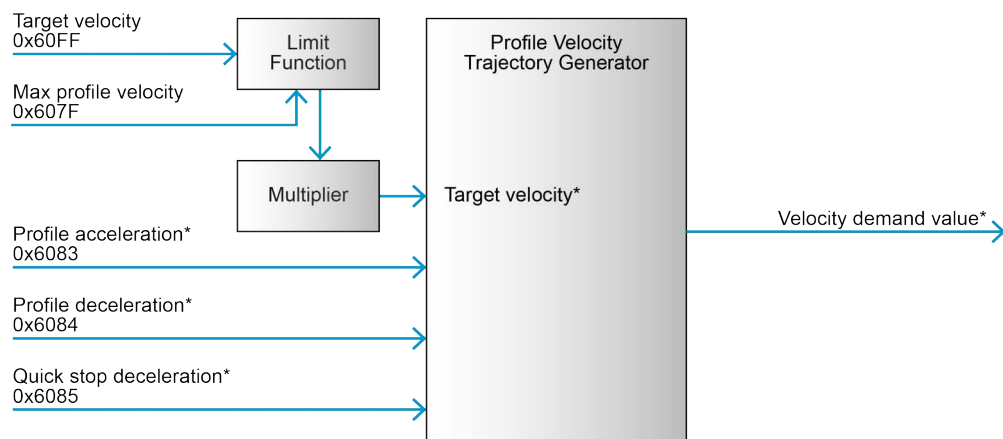 Target velocity
0x60FF
Limit
Function
Profile Velocity
Trajectory Generator
Max profile velocity
0x607F
Multiplier
Target velocity*
Velocity demand value*
Profile acceleration*
0x6083
Profile deceleration*
0x6084
Quick stop deceleration*
0x6085